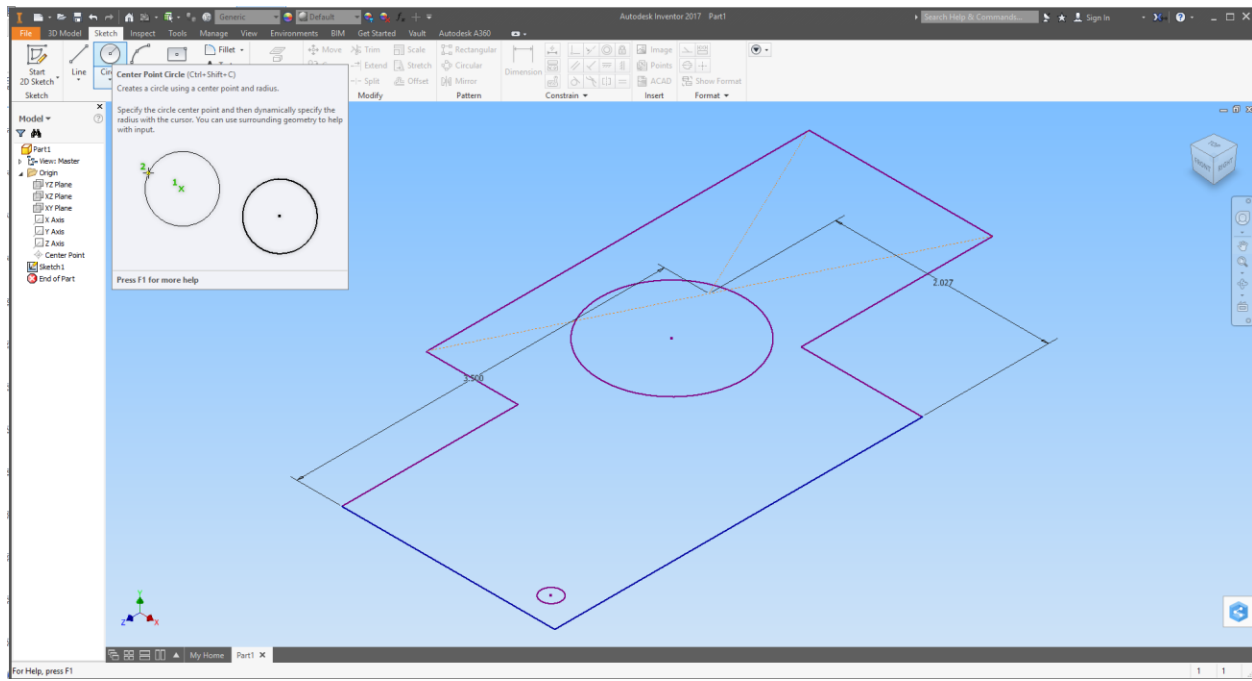 Generic
Default
Autodesk Inventor 2017 Part1
Search Help & Commands...
Sign In
File 3D Model Sketch Inspect Tools Manage View Environments BIM Get Started Vault Autodesk A360
Start
2D Sketch
Line
Fillet
Move Trim Scale
Extend Stretch
Split Offset
Rectangular
Circular
Mirror
Dimension
Image
Points
ACAD
Show Format
Sketch
Modify
Pattern
Constrain
Insert
Format
Center Point Circle (Ctrl+Shift+C)
Creates a circle using a center point and radius.
Specify the circle center point and then dynamically specify the
radius with the cursor. You can use surrounding geometry to help
with input.
2
1
Press F1 for more help
Model
Part1
View: Master
Origin
YZ Plane
XZ Plane
XY Plane
X Axis
Y Axis
Z Axis
Center Point
Sketch1
End of Part
TOP
FRONT
RIGHT
2.027
3.500
Y
Z
X
My Home Part1
For Help, press F1
1 1